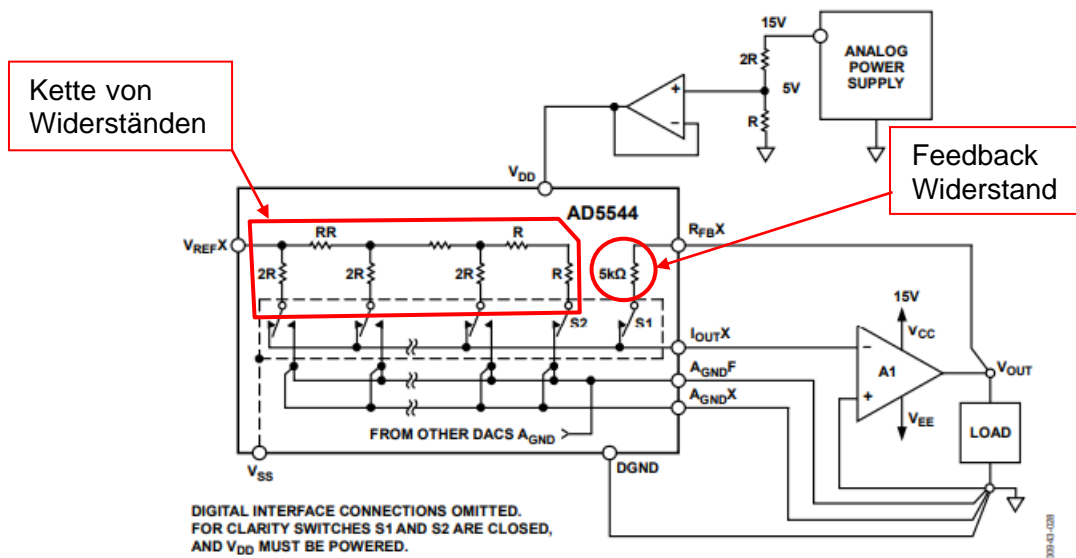 15V
ANALOG
POWER
SUPPLY
2R
5V
R
+
−
Kette von
Widerständen
Feedback
Widerstand
VDD
AD5544
VREFX
RR
R
RFBX
2R
2R
2R
R
5kΩ
S2
S1
IOUTX
15V
VCC
−
A1
+
VEE
VOUT
AGNDF
AGNDX
LOAD
FROM OTHER DACS AGND
VSS
DGND
DIGITAL INTERFACE CONNECTIONS OMITTED.
FOR CLARITY SWITCHES S1 AND S2 ARE CLOSED,
AND VDD MUST BE POWERED.
00943-028